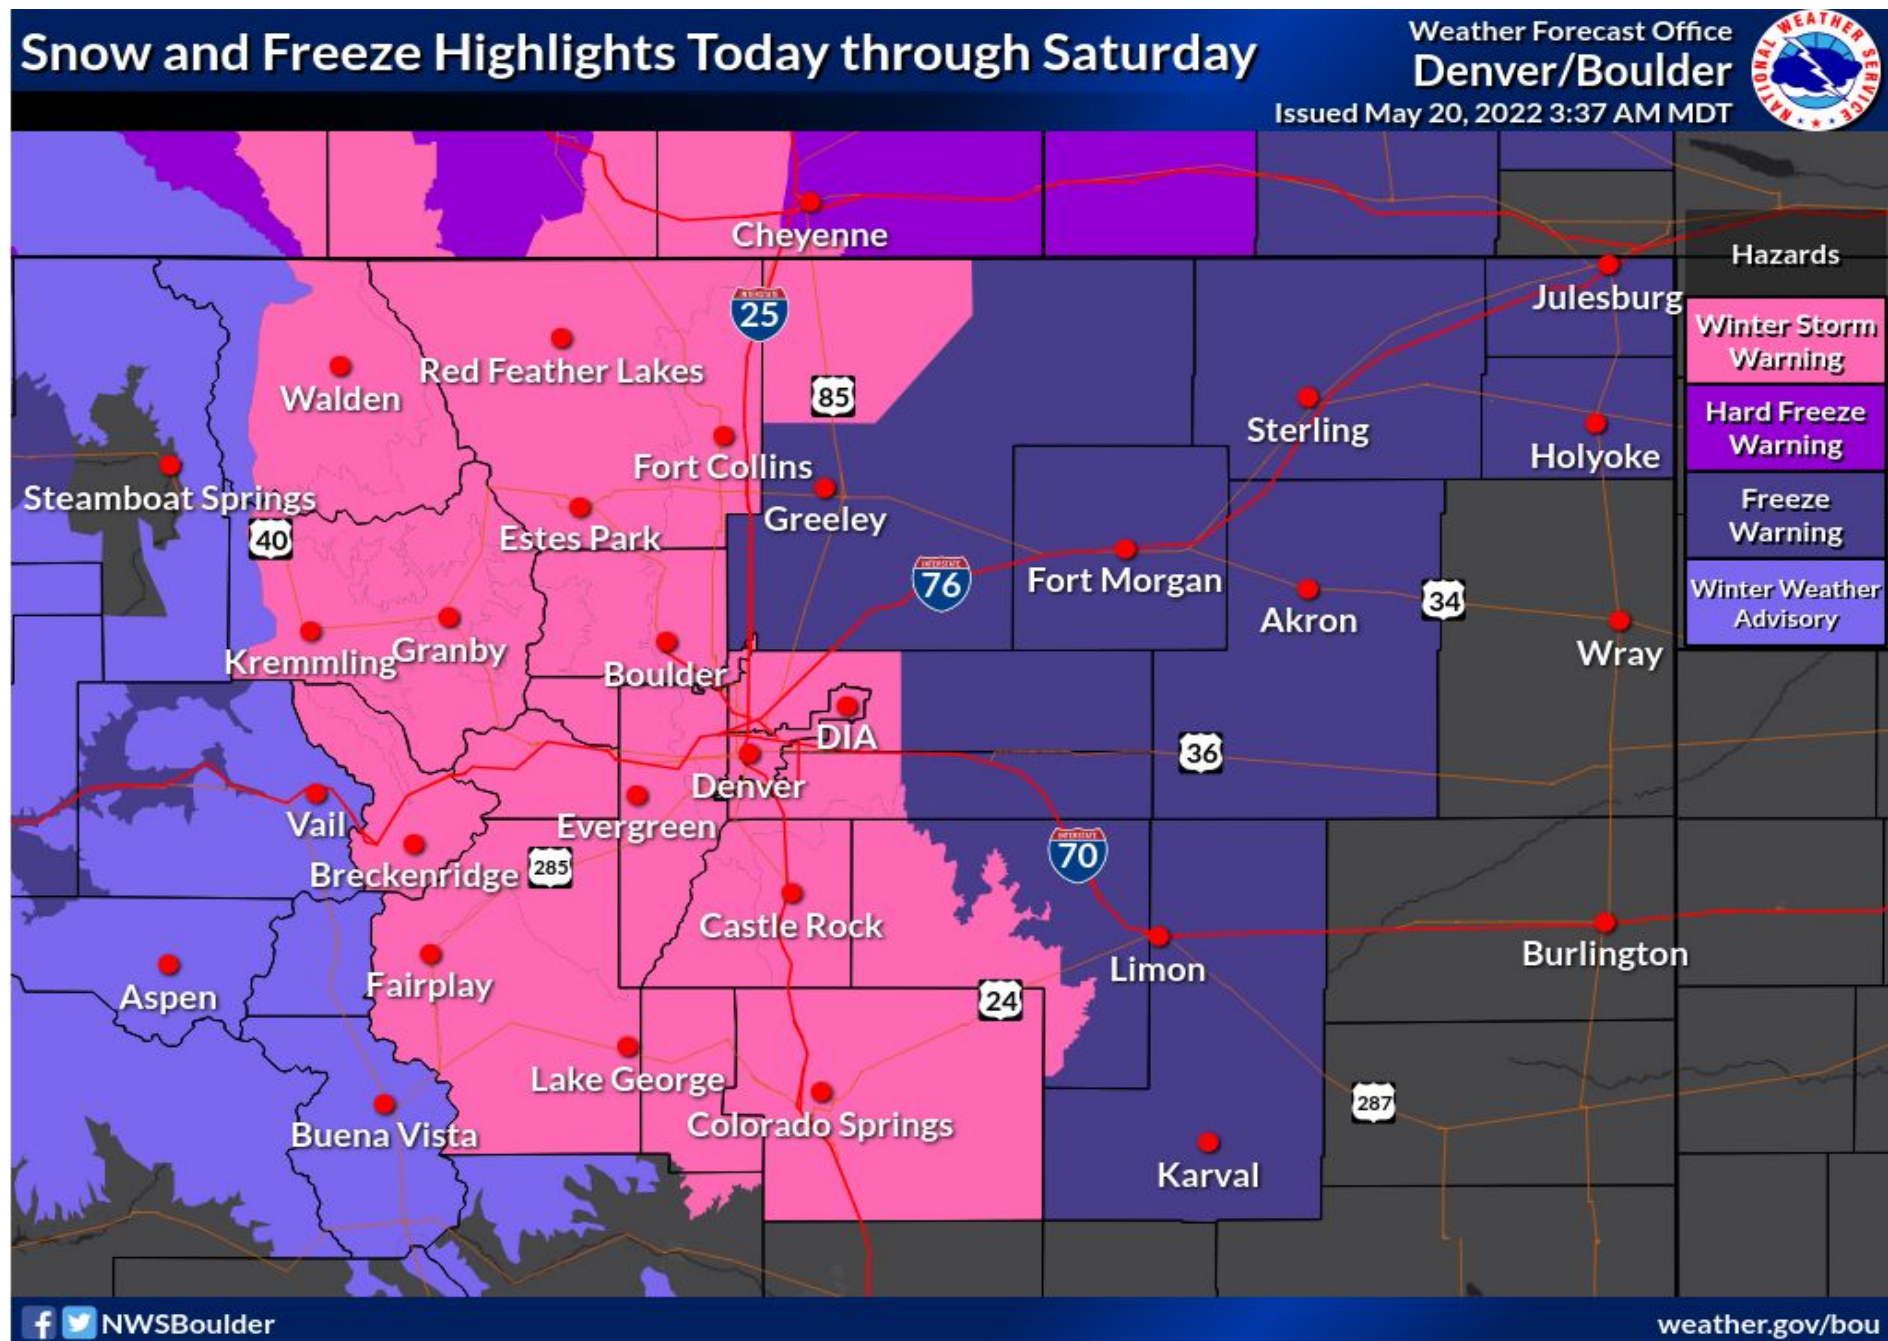 Snow and Freeze Highlights Today through Saturday
Weather Forecast Office
Denver/Boulder
Issued May 20, 2022 3:37 AM MDT
NATIONAL WEATHER SERVICE
Cheyenne
Hazards
Julesburg
INTERSTATE
25
Winter Storm
Warning
Red Feather Lakes
Walden
85
Hard Freeze
Warning
Sterling
Holyoke
Fort Collins
Steamboat Springs
Greeley
Freeze
Warning
40
Estes Park
INTERSTATE
76
Fort Morgan
34
Akron
Winter Weather
Advisory
Kremmling
Granby
Boulder
Wray
DIA
36
Denver
Vail
Evergreen
INTERSTATE
70
Breckenridge
285
Castle Rock
Limon
Burlington
Aspen
Fairplay
24
Lake George
Colorado Springs
287
Buena Vista
Karval
NWSBoulder
weather.gov/bou